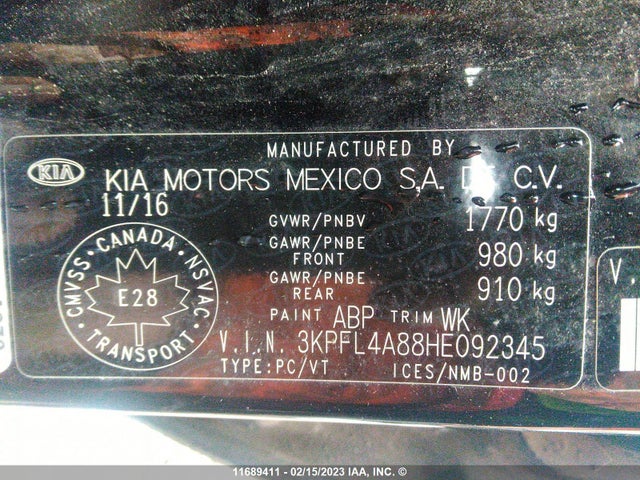 MANUFACTURED BY
KIA
KIA MOTORS MEXICO S.A. DE C.V.
11/16
GVWR/PNBV 1770 kg
GAWR/PNBE FRONT 980 kg
GAWR/PNBE REAR 910 kg
PAINT ABP TRIM WK
V.I.N. 3KPFL4A88HE092345
TYPE:PC/VT ICES/NMB-002
CMVSS · CANADA · NSVAC · TRANSPORT
E28
V.
11689411 - 02/15/2023 IAA, INC. ©